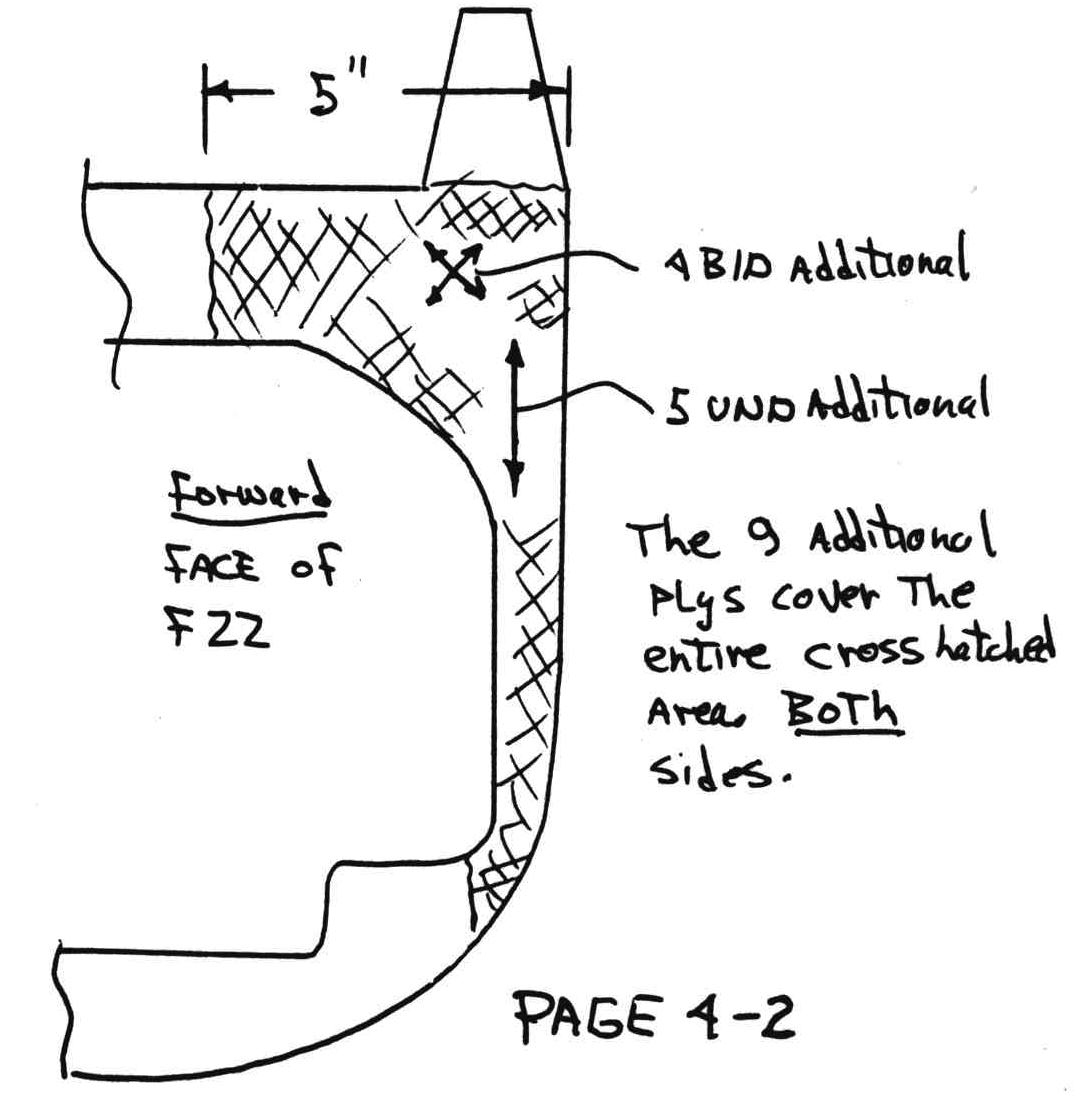 5"
4 BID Additional
5 UND Additional
Forward
FACE of
F22
The 9 Additional
PLys cover The
entire cross hatched
Area. BoTh
sides.
PAGE 4-2